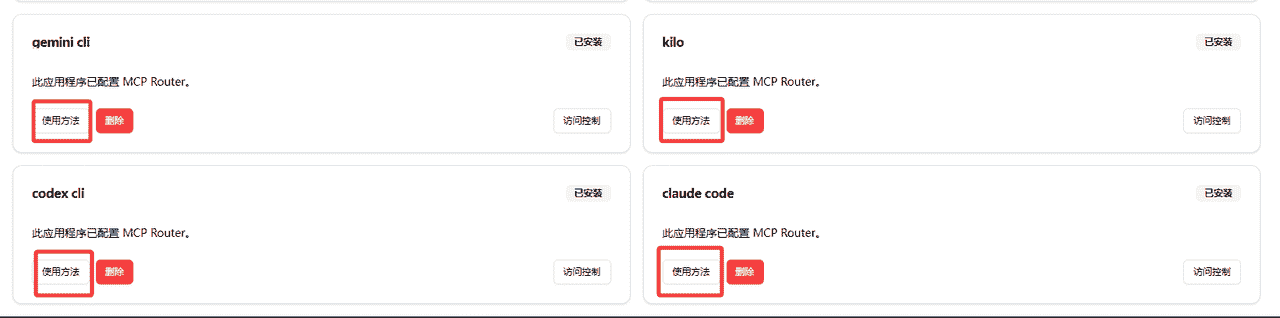 gemini cli
已安装
此应用程序已配置 MCP Router。
使用方法
删除
访问控制
kilo
已安装
此应用程序已配置 MCP Router。
使用方法
删除
访问控制
codex cli
已安装
此应用程序已配置 MCP Router。
使用方法
删除
访问控制
claude code
已安装
此应用程序已配置 MCP Router。
使用方法
删除
访问控制